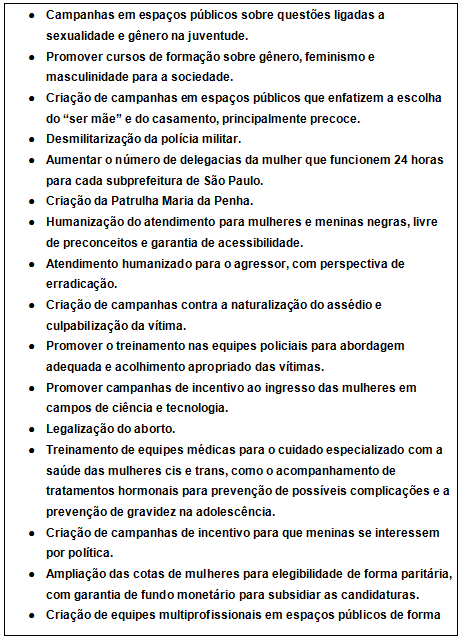 ● Campanhas em espaços públicos sobre questões ligadas a
sexualidade e gênero na juventude.
● Promover cursos de formação sobre gênero, feminismo e
masculinidade para a sociedade.
● Criação de campanhas em espaços públicos que enfatizem a escolha
do “ser mãe” e do casamento, principalmente precoce.
● Desmilitarização da polícia militar.
● Aumentar o número de delegacias da mulher que funcionem 24 horas
para cada subprefeitura de São Paulo.
● Criação da Patrulha Maria da Penha.
● Humanização do atendimento para mulheres e meninas negras, livre
de preconceitos e garantia de acessibilidade.
● Atendimento humanizado para o agressor, com perspectiva de
erradicação.
● Criação de campanhas contra a naturalização do assédio e
culpabilização da vítima.
● Promover o treinamento nas equipes policiais para abordagem
adequada e acolhimento apropriado das vítimas.
● Promover campanhas de incentivo ao ingresso das mulheres em
campos de ciência e tecnologia.
● Legalização do aborto.
● Treinamento de equipes médicas para o cuidado especializado com a
saúde das mulheres cis e trans, como o acompanhamento de
tratamentos hormonais para prevenção de possíveis complicações e a
prevenção de gravidez na adolescência.
● Criação de campanhas de incentivo para que meninas se interessem
por política.
● Ampliação das cotas de mulheres para elegibilidade de forma paritária,
com garantia de fundo monetário para subsidiar as candidaturas.
● Criação de equipes multiprofissionais em espaços públicos de forma